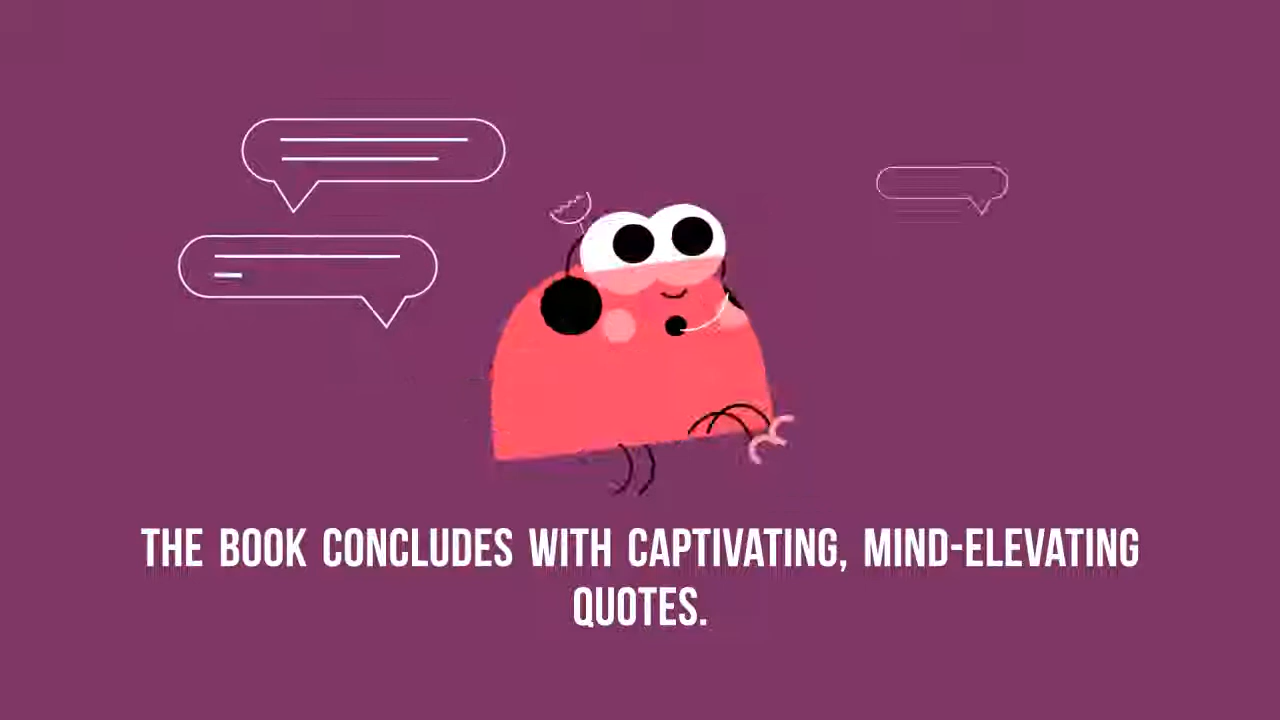 THE BOOK CONCLUDES WITH CAPTIVATING, MIND-ELEVATING
QUOTES.